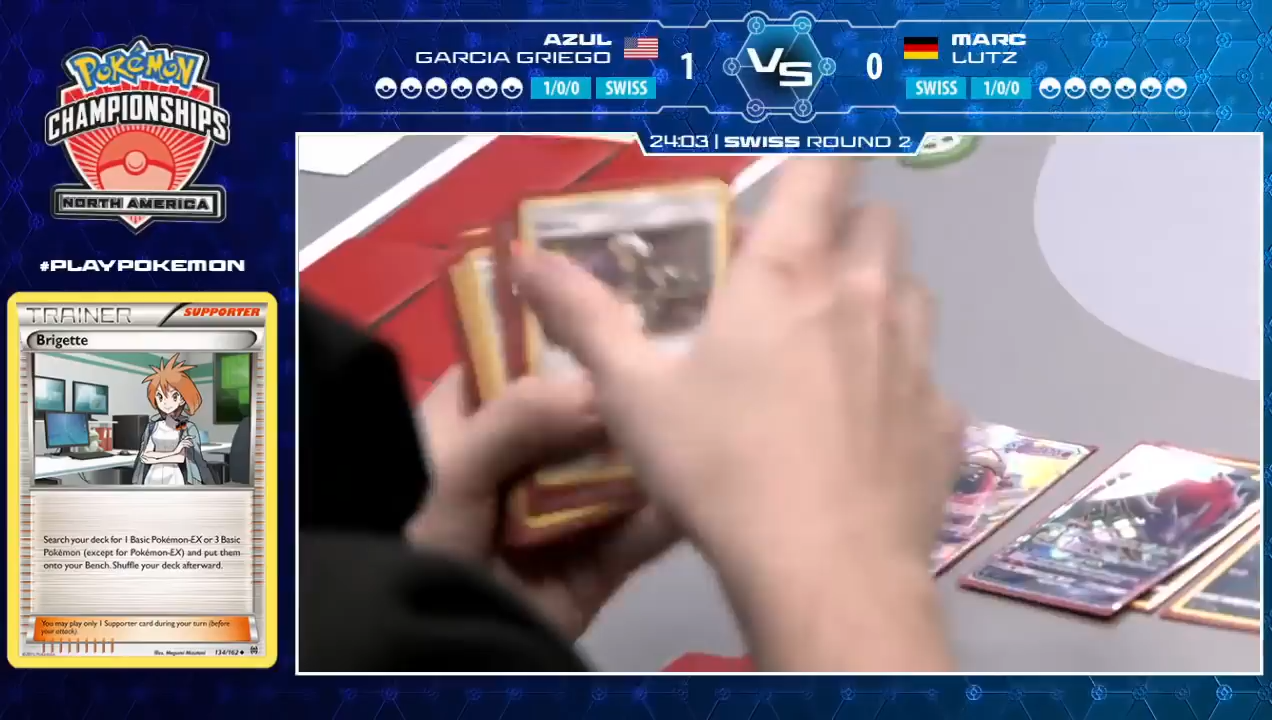 Pokémon
CHAMPIONSHIPS
NORTH AMERICA
#PLAYPOKEMON
AZUL
GARCIA GRIEGO
1/0/0 SWISS
1
VS
0
MARC
LUTZ
SWISS 1/0/0
24:03 | SWISS ROUND 2
TRAINER SUPPORTER
Brigette
Search your deck for 1 Basic Pokémon-EX or 3 Basic
Pokémon (except for Pokémon-EX) and put them
onto your Bench. Shuffle your deck afterward.
You may play only 1 Supporter card during your turn (before
your attack).
134/162